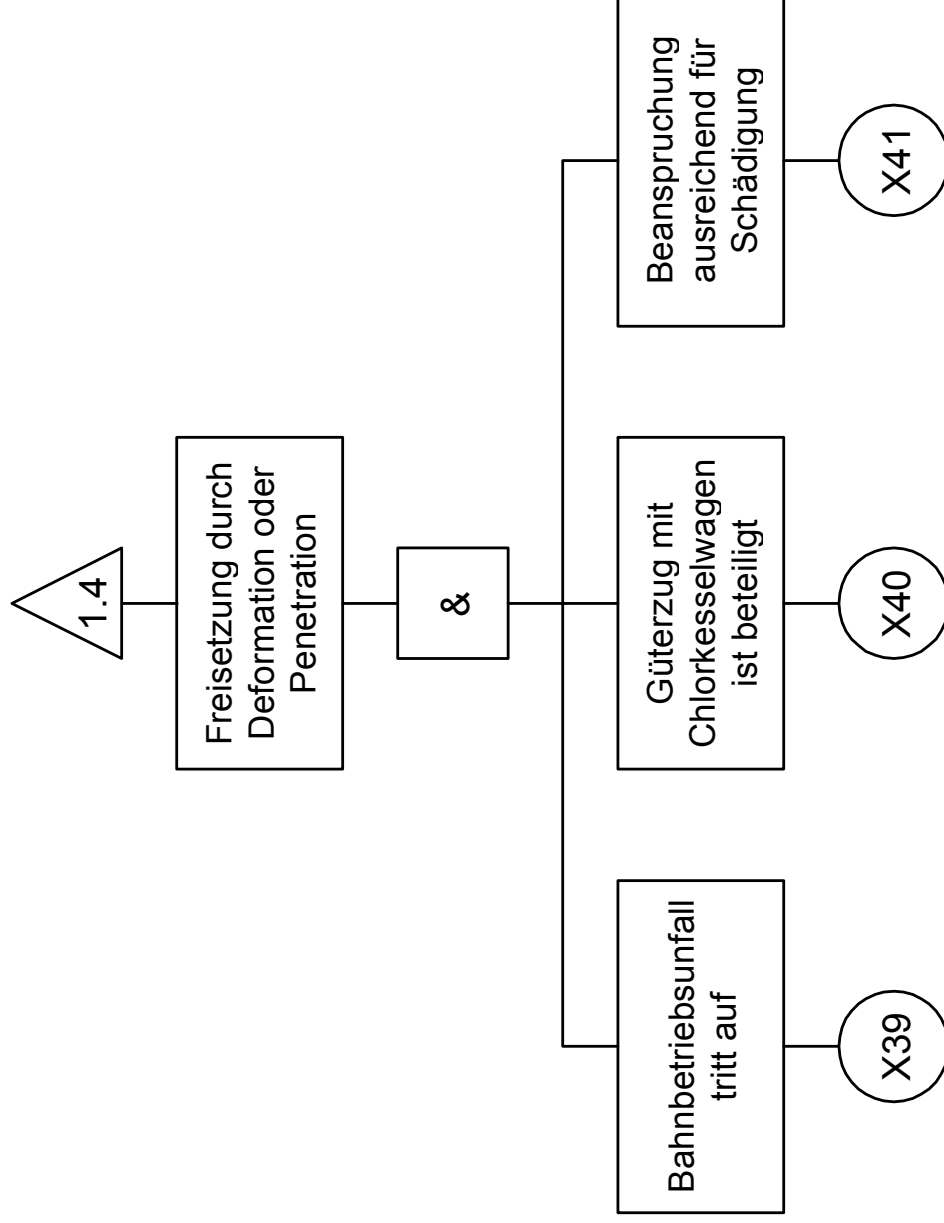 1.4
Freisetzung durch
Deformation oder
Penetration
&
Bahnbetriebsunfall
tritt auf
X39
Güterzug mit
Chlorkesselwagen
ist beteiligt
X40
Beanspruchung
ausreichend für
Schädigung
X41